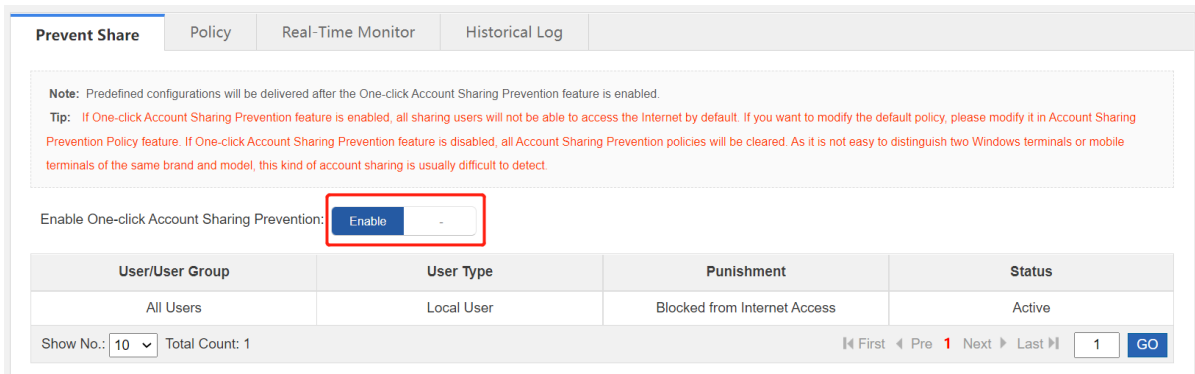 Prevent Share Policy Real-Time Monitor Historical Log
Note: Predefined configurations will be delivered after the One-click Account Sharing Prevention feature is enabled.
Tip: If One-click Account Sharing Prevention feature is enabled, all sharing users will not be able to access the Internet by default. If you want to modify the default policy, please modify it in Account Sharing
Prevention Policy feature. If One-click Account Sharing Prevention feature is disabled, all Account Sharing Prevention policies will be cleared. As it is not easy to distinguish two Windows terminals or mobile
terminals of the same brand and model, this kind of account sharing is usually difficult to detect.
Enable One-click Account Sharing Prevention: Enable -
User/User Group User Type Punishment Status
All Users Local User Blocked from Internet Access Active
Show No.: 10 Total Count: 1 First Pre 1 Next Last 1 GO